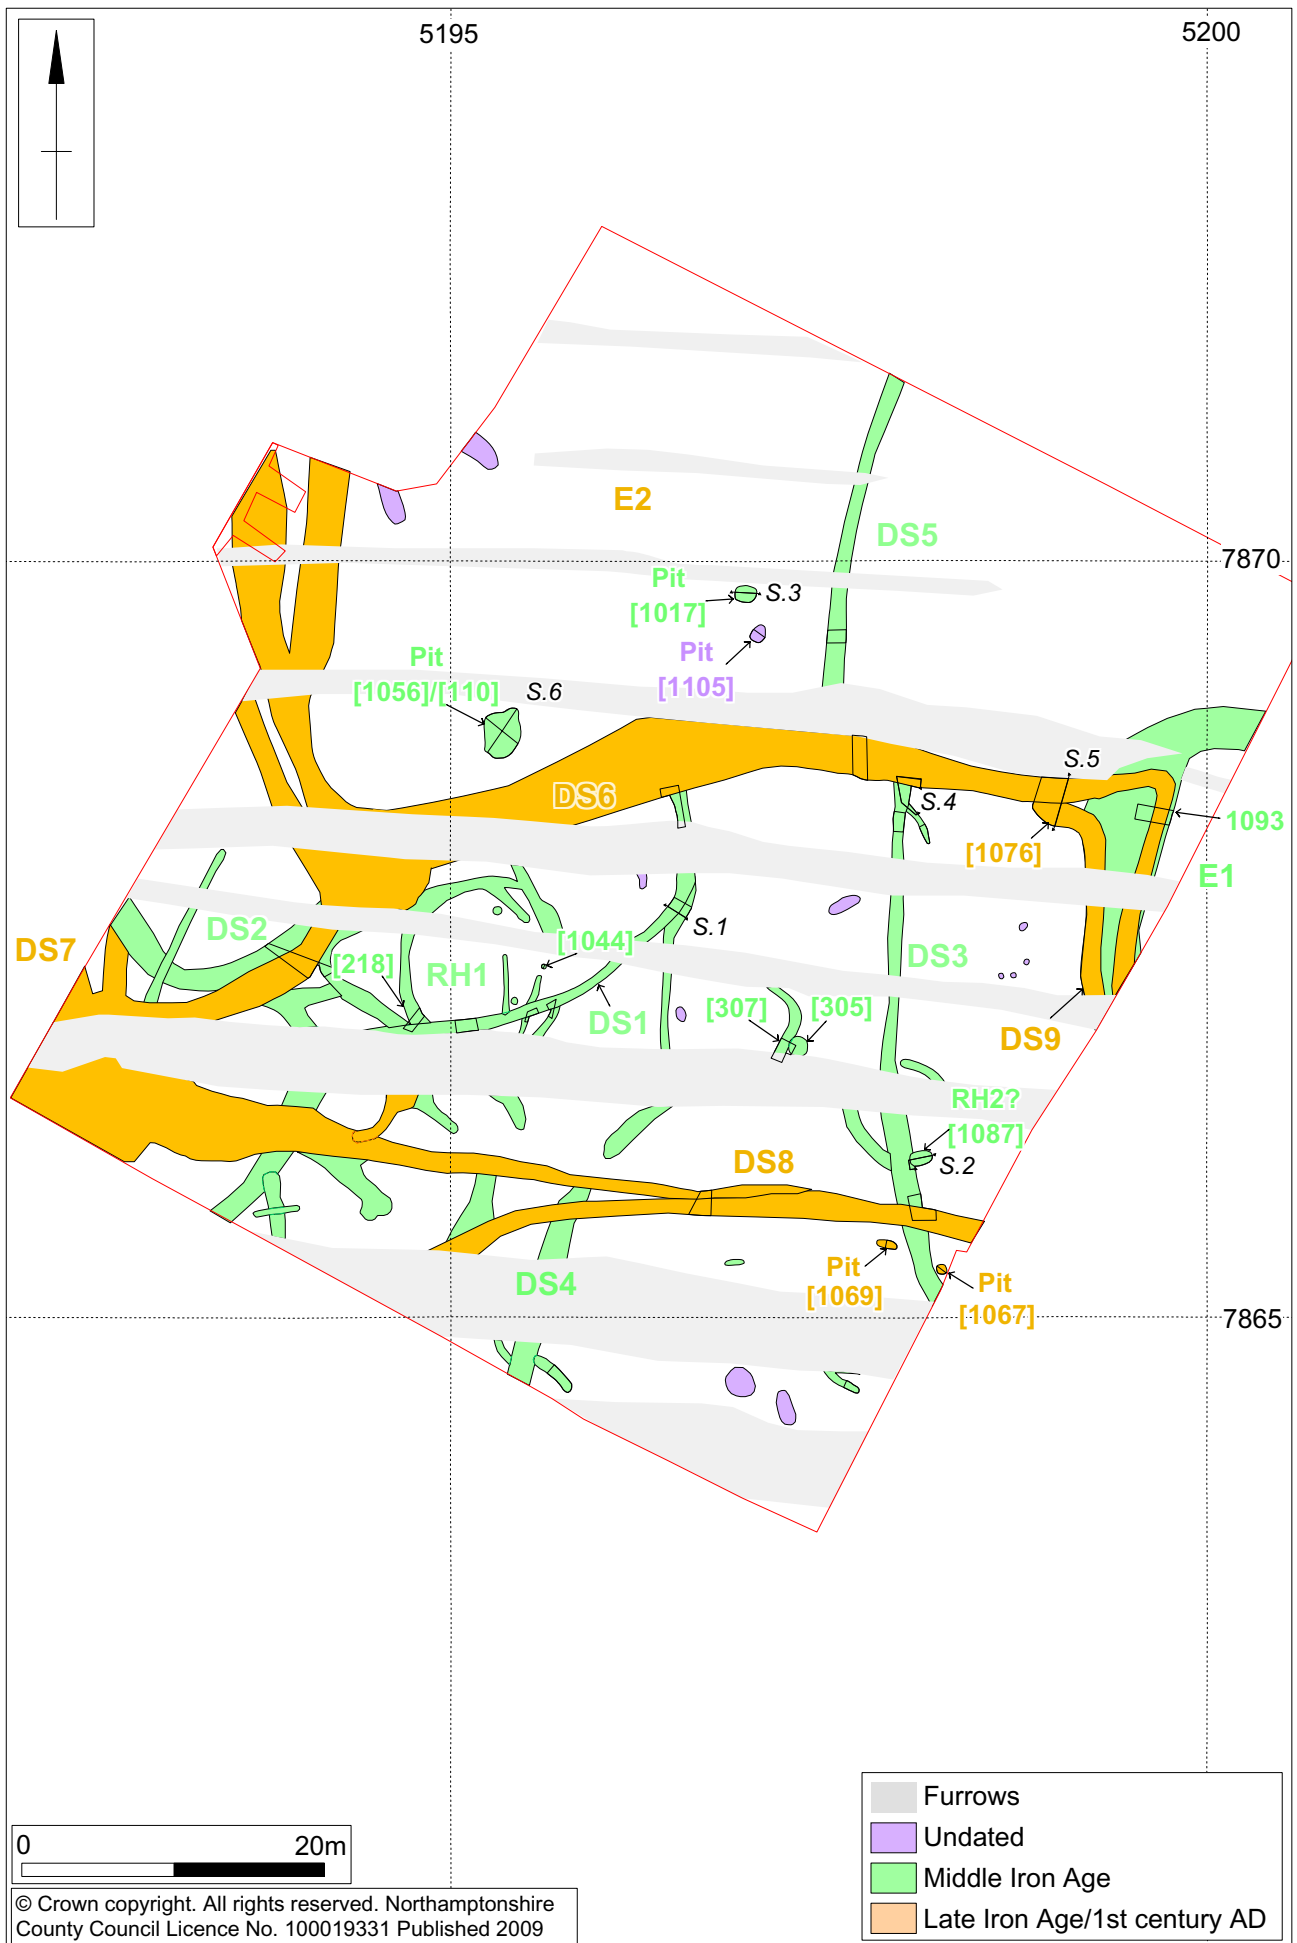 5195
5200
E2
DS5
7870
Pit
[1017]
S.3
Pit
[1105]
Pit
[1056]/[110]
S.6
DS6
S.5
S.4
1093
[1076]
E1
DS2
S.1
DS7
[218]
RH1
[1044]
DS3
[307]
[305]
DS1
DS9
RH2?
[1087]
S.2
DS8
Pit
[1069]
Pit
[1067]
DS4
7865
0
20m
© Crown copyright. All rights reserved. Northamptonshire
County Council Licence No. 100019331 Published 2009
Furrows
Undated
Middle Iron Age
Late Iron Age/1st century AD